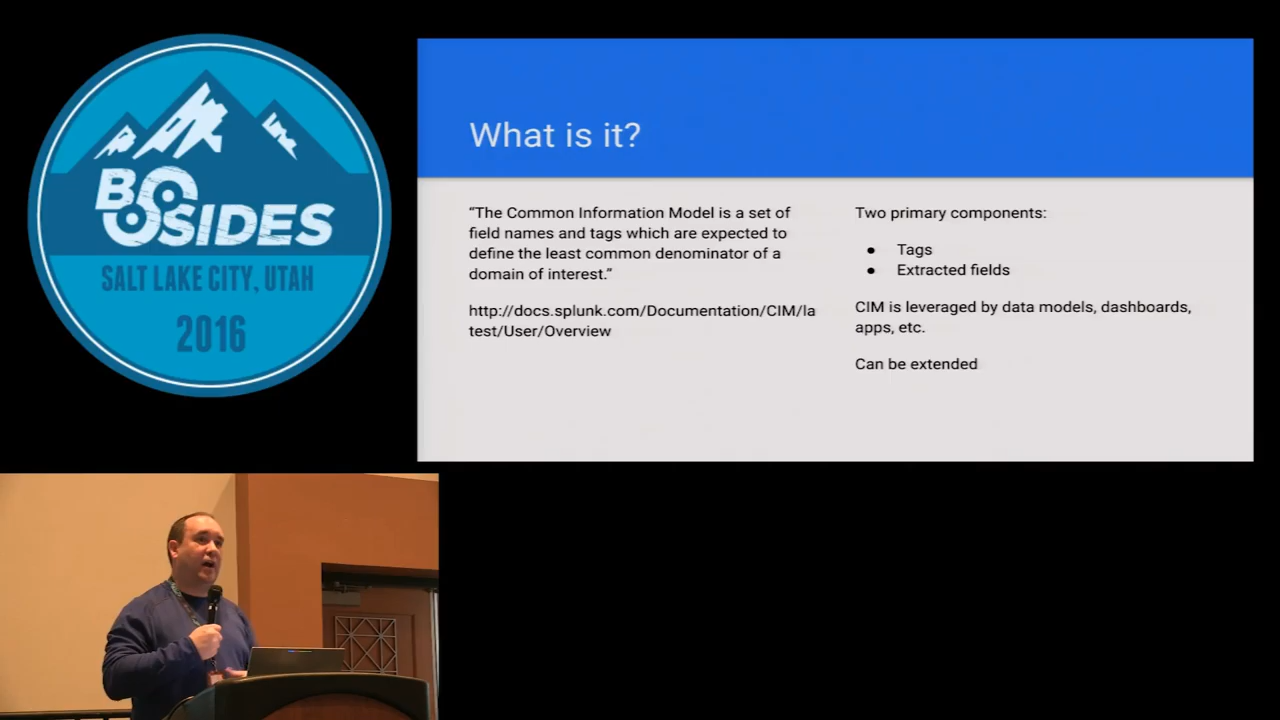 BSIDES
SALT LAKE CITY, UTAH
2016
What is it?
“The Common Information Model is a set of
field names and tags which are expected to
define the least common denominator of a
domain of interest.”
http://docs.splunk.com/Documentation/CIM/la
test/User/Overview
Two primary components:
● Tags
● Extracted fields
CIM is leveraged by data models, dashboards,
apps, etc.
Can be extended